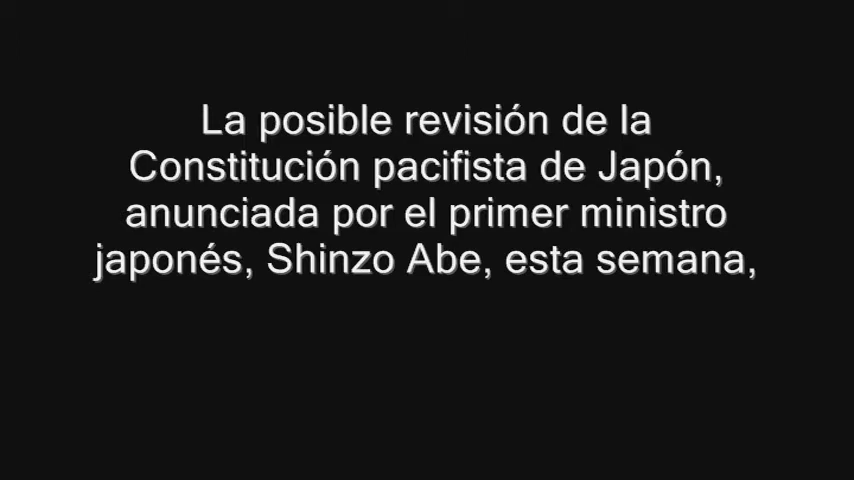 La posible revisión de la
Constitución pacifista de Japón,
anunciada por el primer ministro
japonés, Shinzo Abe, esta semana,